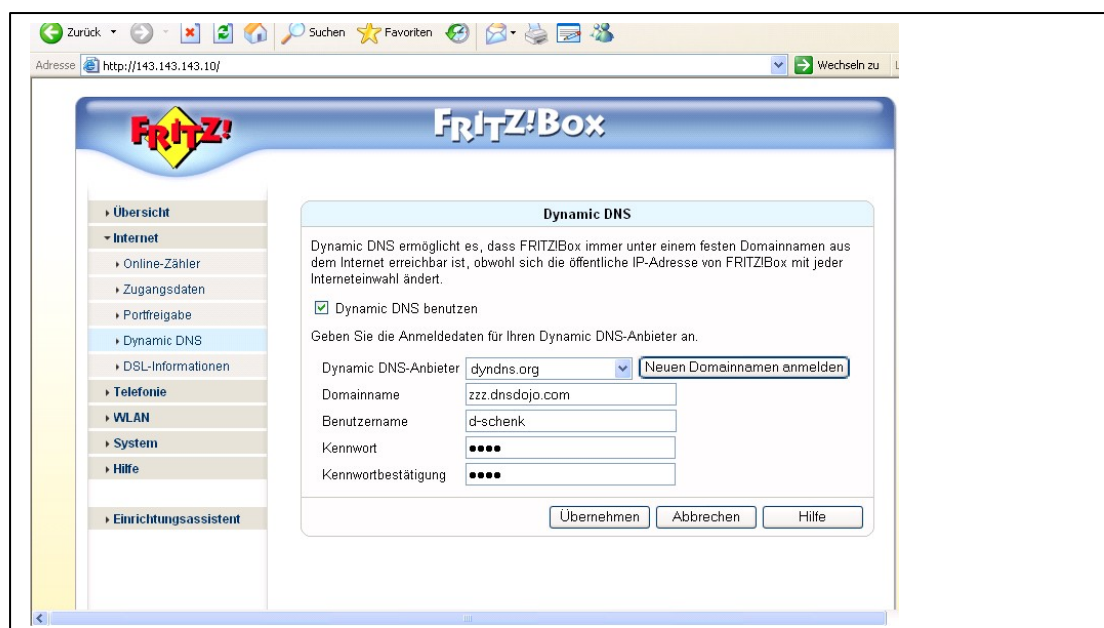 Zurück
Suchen
Favoriten
Adresse http://143.143.143.10/
Wechseln zu
FRITZ!
FRITZ!Box
Übersicht
Internet
Online-Zähler
Zugangsdaten
Portfreigabe
Dynamic DNS
DSL-Informationen
Telefonie
WLAN
System
Hilfe
Einrichtungsassistent
Dynamic DNS
Dynamic DNS ermöglicht es, dass FRITZ!Box immer unter einem festen Domainnamen aus
dem Internet erreichbar ist, obwohl sich die öffentliche IP-Adresse von FRITZ!Box mit jeder
Interneteinwahl ändert.
Dynamic DNS benutzen
Geben Sie die Anmeldedaten für Ihren Dynamic DNS-Anbieter an.
Dynamic DNS-Anbieter dyndns.org Neuen Domainnamen anmelden
Domainname zzz.dnsdojo.com
Benutzername d-schenk
Kennwort ●●●●
Kennwortbestätigung ●●●●
Übernehmen Abbrechen Hilfe